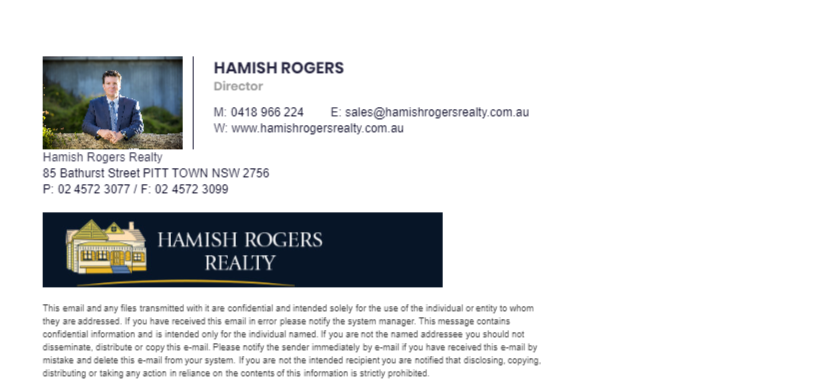 HAMISH ROGERS
Director
M: 0418 966 224 E: sales@hamishrogersrealty.com.au
W: www.hamishrogersrealty.com.au
Hamish Rogers Realty
85 Bathurst Street PITT TOWN NSW 2756
P: 02 4572 3077 / F: 02 4572 3099
HAMISH ROGERS
REALTY
This email and any files transmitted with it are confidential and intended solely for the use of the individual or entity to whom
they are addressed. If you have received this email in error please notify the system manager. This message contains
confidential information and is intended only for the individual named. If you are not the named addressee you should not
disseminate, distribute or copy this e-mail. Please notify the sender immediately by e-mail if you have received this e-mail by
mistake and delete this e-mail from your system. If you are not the intended recipient you are notified that disclosing, copying,
distributing or taking any action in reliance on the contents of this information is strictly prohibited.